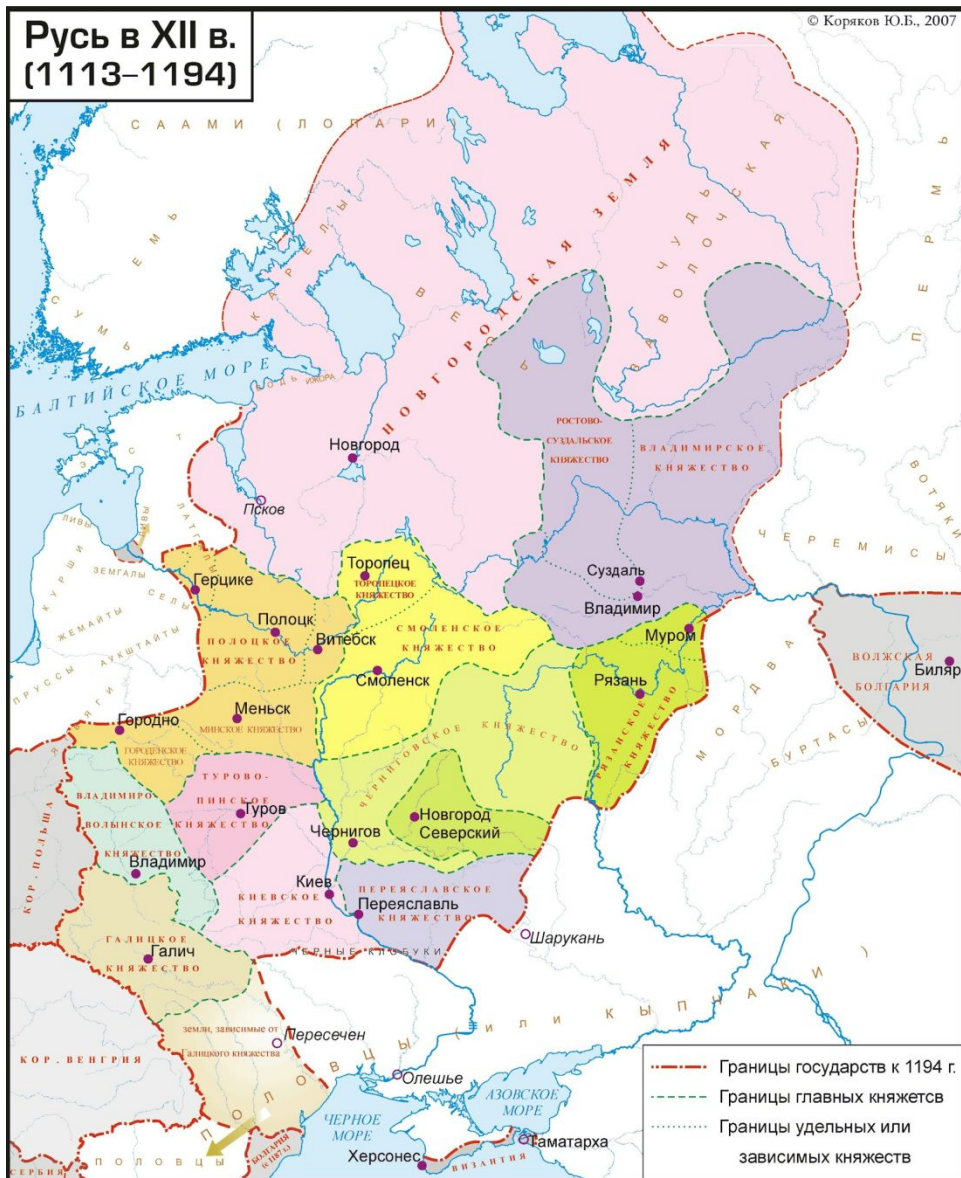 Русь в XII в.
(1113–1194)
© Коряков Ю.Б., 2007
СААМИ (ЛОПАРИ)
СУМЬ
ЕМЬ
КАРЕЛЫ
ВЕСЬ
НОВГОРОДСКАЯ ЗЕМЛЯ
ЗАВОЛОЧСКАЯ
ЧУДЬ
ПЕРМЬ
БАЛТИЙСКОЕ МОРЕ
ВОДЬ
ИЖОРА
Новгород
РОСТОВО-
СУЗДАЛЬСКОЕ
КНЯЖЕСТВО
ВЛАДИМИРСКОЕ
КНЯЖЕСТВО
ЭСТЫ
Псков
ВОТЯКИ
ЛИВЫ
ЛИВЫ
ЛАТГАЛЫ
ЧЕРЕМИСЫ
КУРШИ
ЗЕМГАЛЫ
СЕЛЫ
Герцике
Торопец
ТОРОПЕЦКОЕ
КНЯЖЕСТВО
Суздаль
Владимир
ЖЕМАЙТЫ
АУКШТАЙТЫ
ПРУССЫ
Полоцк
ПОЛОЦКОЕ
КНЯЖЕСТВО
Витебск
СМОЛЕНСКОЕ
КНЯЖЕСТВО
Смоленск
Муром
Рязань
РЯЗАНСКОЕ
КНЯЖЕСТВО
МОРДВА
БУРТАСЫ
ВОЛЖСКАЯ
БОЛГАРИЯ
Биляр
ЯТВЯГИ
Городно
ГОРОДЕНСКОЕ
КНЯЖЕСТВО
Меньск
МИНСКОЕ КНЯЖЕСТВО
ЧЕРНИГОВСКОЕ КНЯЖЕСТВО
КОР. ПОЛЬША
ВЛАДИМИРО-
ВОЛЫНСКОЕ
КНЯЖЕСТВО
Владимир
ТУРОВО-
ПИНСКОЕ
КНЯЖЕСТВО
Туров
Новгород
Северский
Чернигов
Киев
КИЕВСКОЕ
КНЯЖЕСТВО
ПЕРЕЯСЛАВСКОЕ
КНЯЖЕСТВО
Переяславль
ЧЕРНЫЕ КЛОБУКИ
Шарукань
ГАЛИЦКОЕ
КНЯЖЕСТВО
Галич
земли, зависимые от
Галицкого княжества
Пересечен
ПОЛОВЦЫ (ИЛИ КЫПЧАКИ)
КОР. ВЕНГРИЯ
Олешье
ЧЕРНОЕ
МОРЕ
АЗОВСКОЕ
МОРЕ
Таматарха
Херсонес
ВИЗАНТИЯ
ПОЛОВЦЫ
СЕРБИЯ
БОЛГАРИЯ
(с 1187 г.)
Границы государств к 1194 г.
Границы главных княжетсв
Границы удельных или
зависимых княжеств